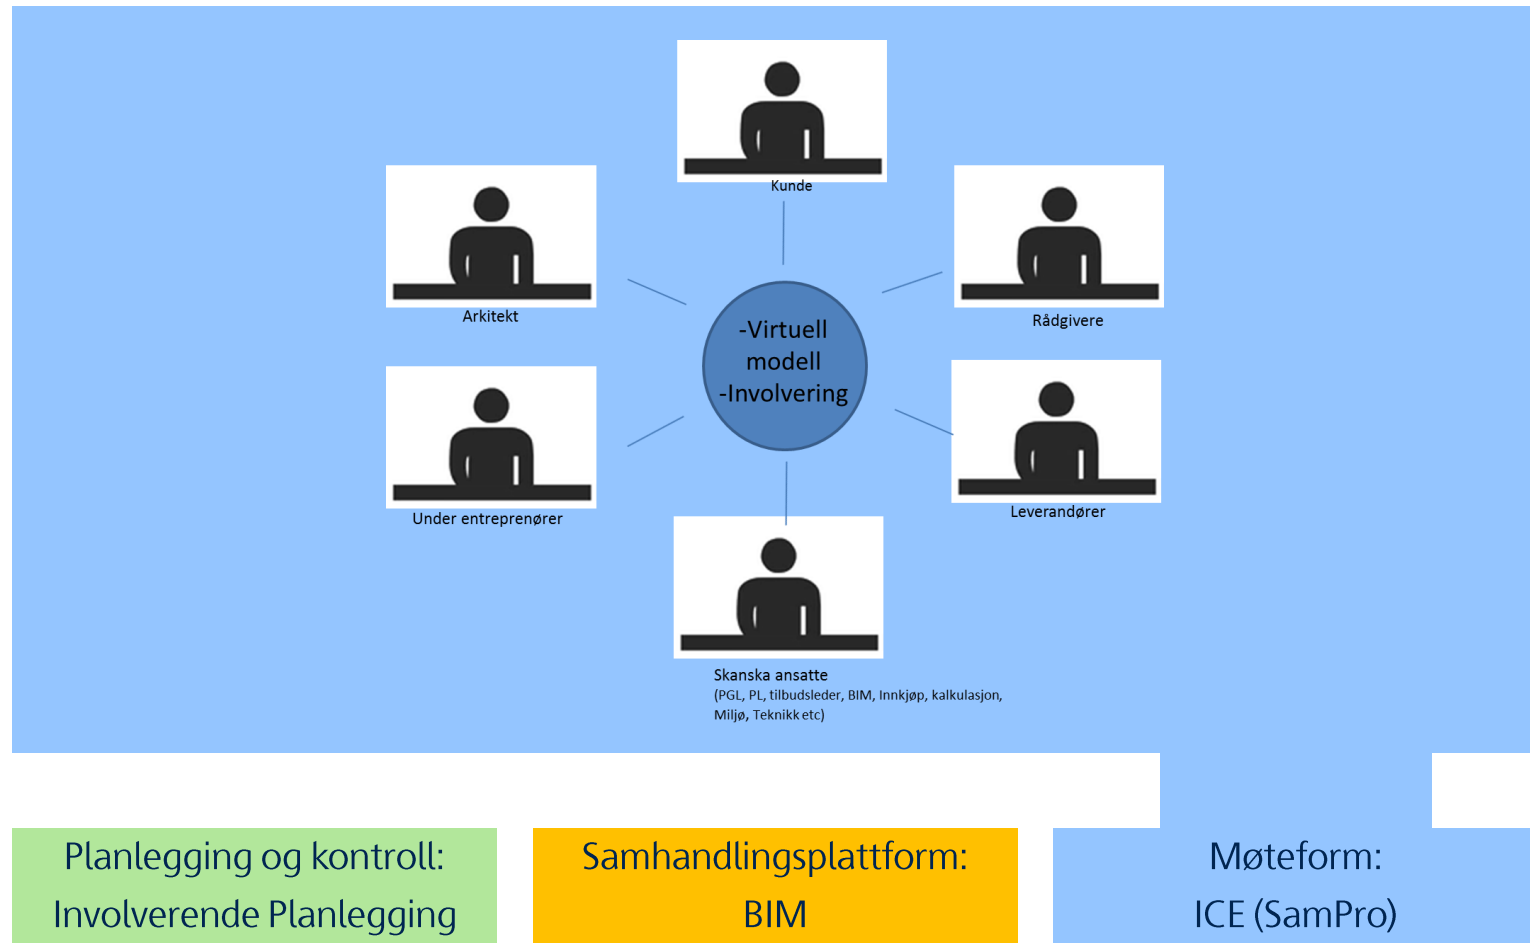 Kunde
Arkitekt
Rådgivere
-Virtuell
modell
-Involvering
Under entreprenører
Leverandører
Skanska ansatte
(PGL, PL, tilbudsleder, BIM, Innkjøp, kalkulasjon,
Miljø, Teknikk etc)
Planlegging og kontroll:
Involverende Planlegging
Samhandlingsplattform:
BIM
Møteform:
ICE (SamPro)